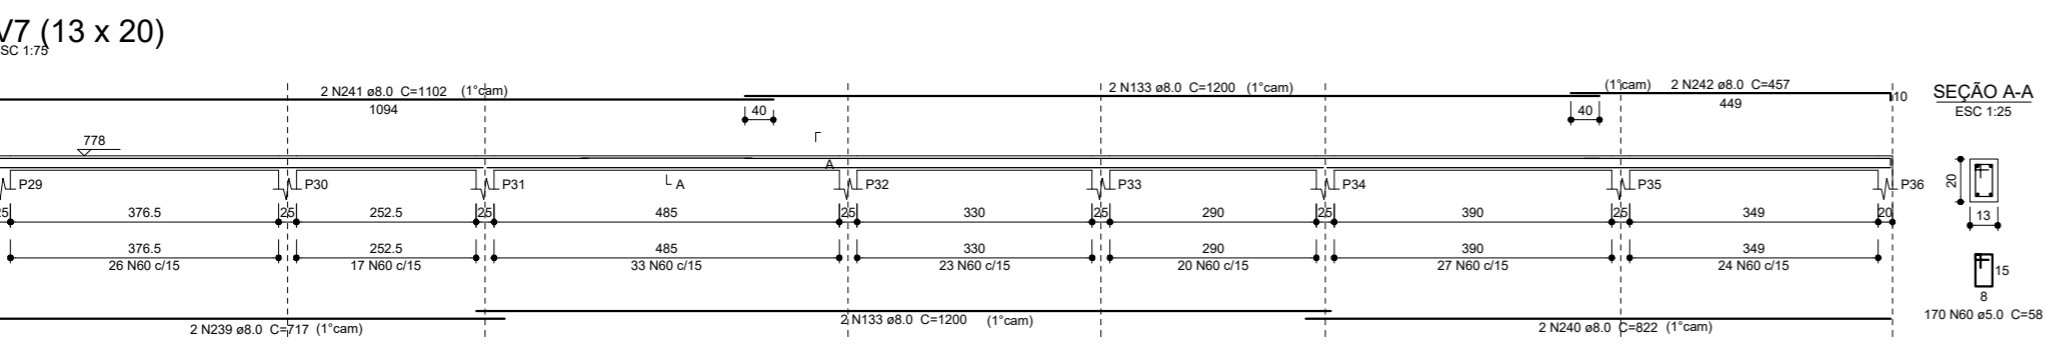 V7 (13 x 20)
SC 1:75
2 N241 ø8.0 C=1102 (1°cam)
1094
40
2 N133 ø8.0 C=1200 (1°cam)
40
(1°cam) 2 N242 ø8.0 C=457
449
10
SEÇÃO A-A
ESC 1:25
778
A
A
P29 P30 P31 P32 P33 P34 P35 P36
20
13
25 376.5 25 252.5 25 485 25 330 25 290 25 390 25 349 20
376.5 252.5 485 330 290 390 349
26 N60 c/15 17 N60 c/15 33 N60 c/15 23 N60 c/15 20 N60 c/15 27 N60 c/15 24 N60 c/15
15
8
170 N60 ø5.0 C=58
2 N239 ø8.0 C=717 (1°cam)
2 N133 ø8.0 C=1200 (1°cam)
2 N240 ø8.0 C=822 (1°cam)